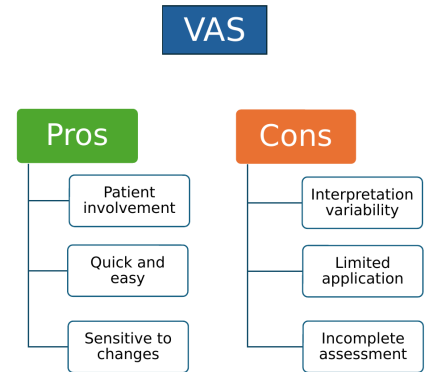 VAS
Pros
Patient
involvement
Quick and
easy
Sensitive to
changes
Cons
Interpretation
variability
Limited
application
Incomplete
assessment